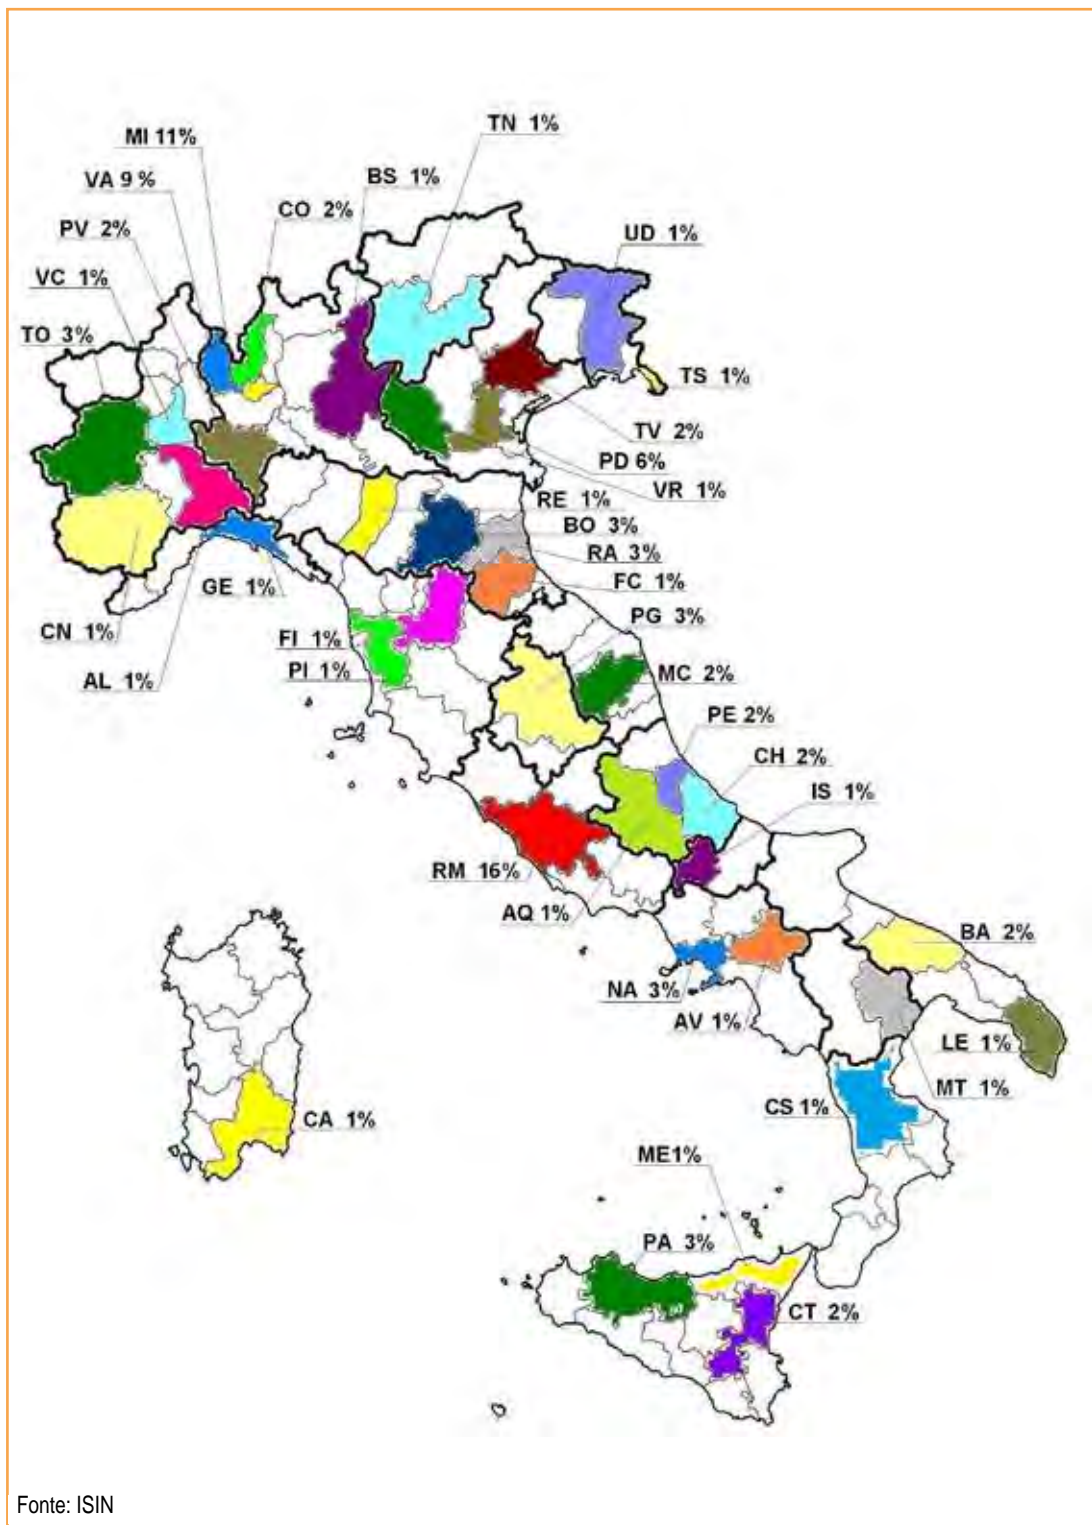 TN 1%
MI 11%
BS 1%
VA 9 %
CO 2%
PV 2%
UD 1%
VC 1%
TO 3%
TS 1%
TV 2%
PD 6%
VR 1%
RE 1%
BO 3%
RA 3%
FC 1%
GE 1%
PG 3%
CN 1%
FI 1%
PI 1%
AL 1%
MC 2%
PE 2%
CH 2%
IS 1%
RM 16%
AQ 1%
BA 2%
NA 3%
AV 1%
LE 1%
MT 1%
CS 1%
CA 1%
ME1%
PA 3%
CT 2%
Fonte: ISIN